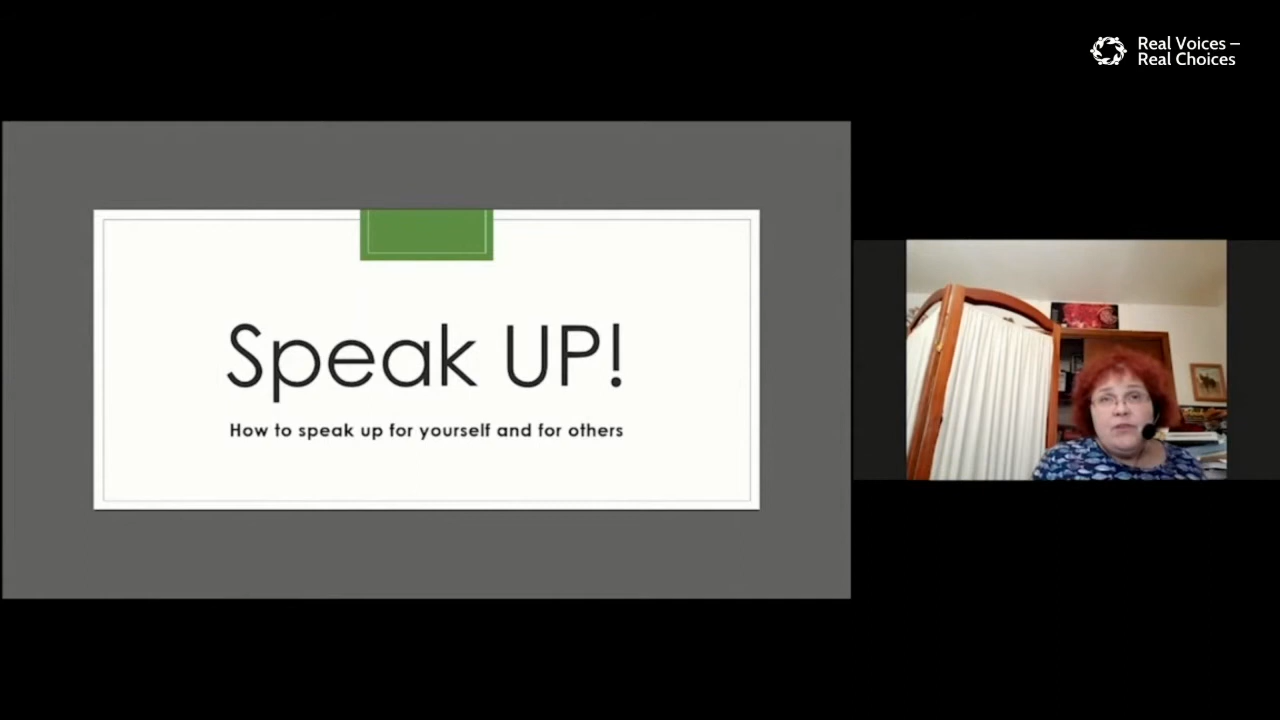 Real Voices –
Real Choices
Speak UP!
How to speak up for yourself and for others